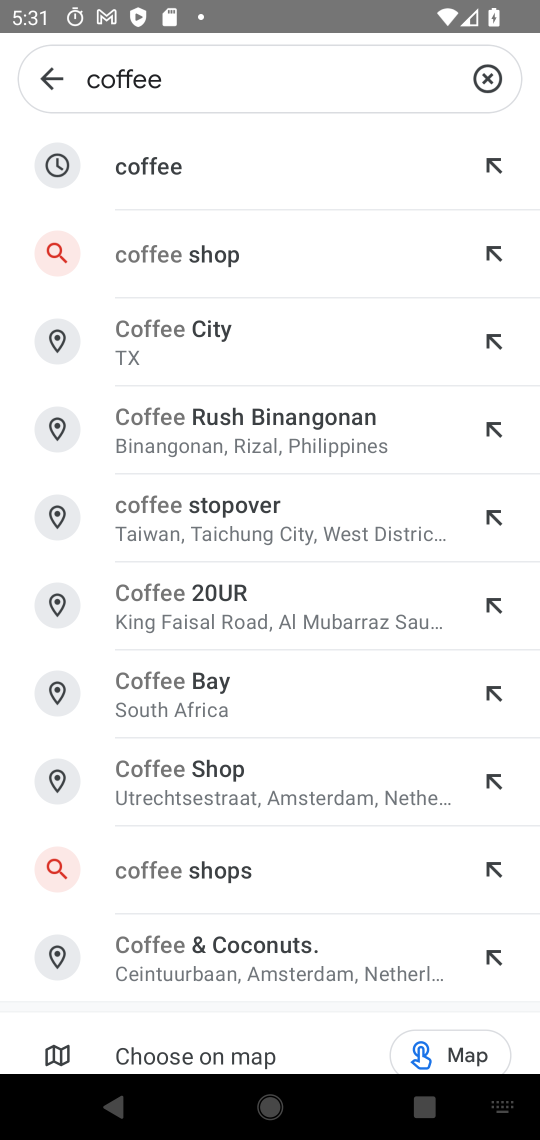 5:31
coffee
coffee
coffee shop
Coffee City
TX
Coffee Rush Binangonan
Binangonan, Rizal, Philippines
coffee stopover
Taiwan, Taichung City, West Distric...
Coffee 20UR
King Faisal Road, Al Mubarraz Sau...
Coffee Bay
South Africa
Coffee Shop
Utrechtsestraat, Amsterdam, Nethe...
coffee shops
Coffee & Coconuts.
Ceintuurbaan, Amsterdam, Netherl...
Choose on map
Map